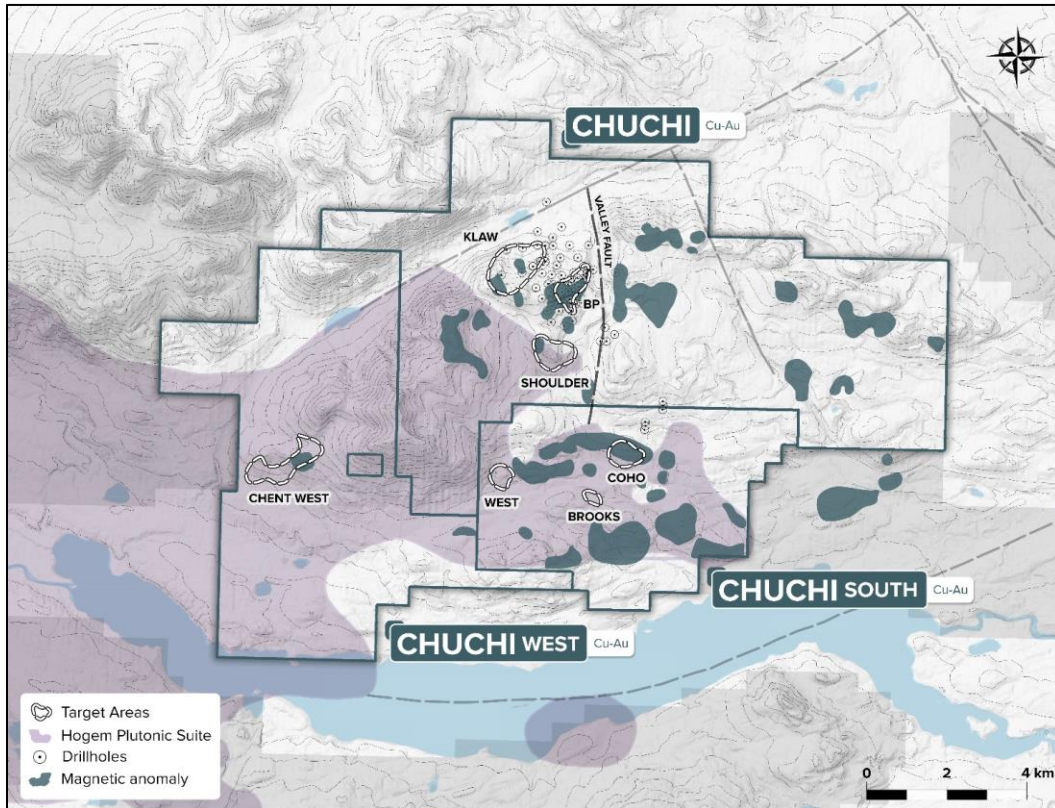 CHUCHI Cu-Au
VALLEY FAULT
KLAW
BP
SHOULDER
CHENT WEST
WEST
COHO
BROOKS
CHUCHI SOUTH Cu-Au
CHUCHI WEST Cu-Au
Target Areas
Hogem Plutonic Suite
Drillholes
Magnetic anomaly
0 2 4 km